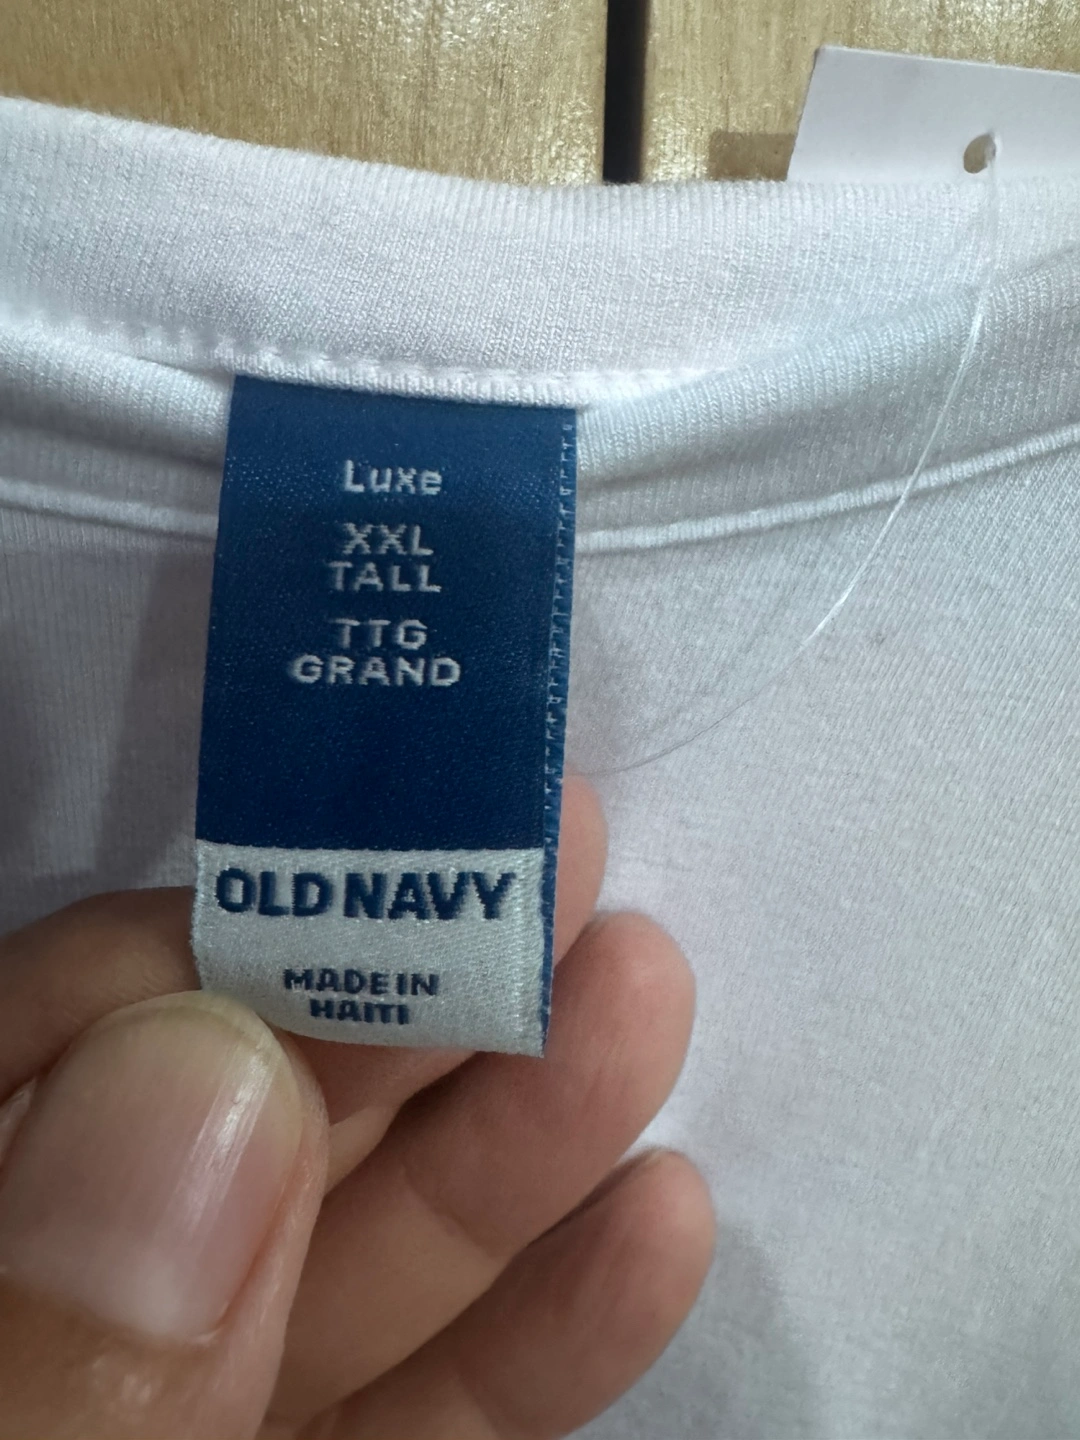 Luxe
XXL
TALL
TTG
GRAND
OLD NAVY
MADE IN
HAITI